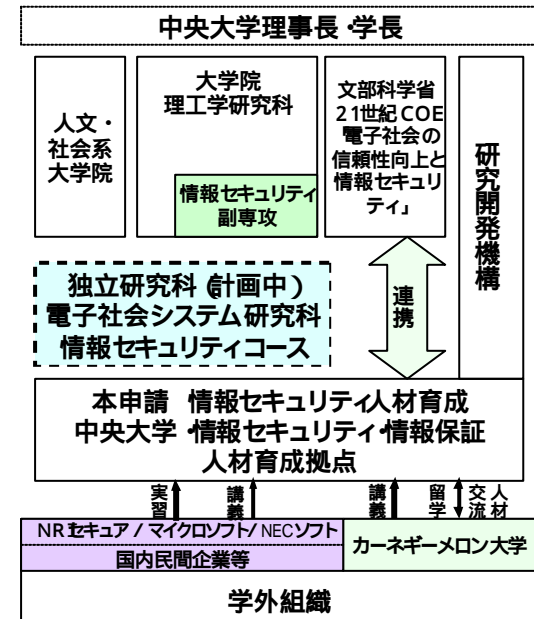 中央大学理事長・学長
人文・
社会系
大学院
大学院
理工学研究科
情報セキュリティ
副専攻
文部科学省
21世紀COE
電子社会の
信頼性向上と
情報セキュリ
ティ」
研究開発機構
独立研究科(計画中)
電子社会システム研究科
情報セキュリティコース
連携
本申請 情報セキュリティ人材育成
中央大学・情報セキュリティ・情報保証
人材育成拠点
実習
講義
講義
留学
人材
交流
NRセキュア / マイクロソフト/ NECソフト
国内民間企業等
カーネギーメロン大学
学外組織